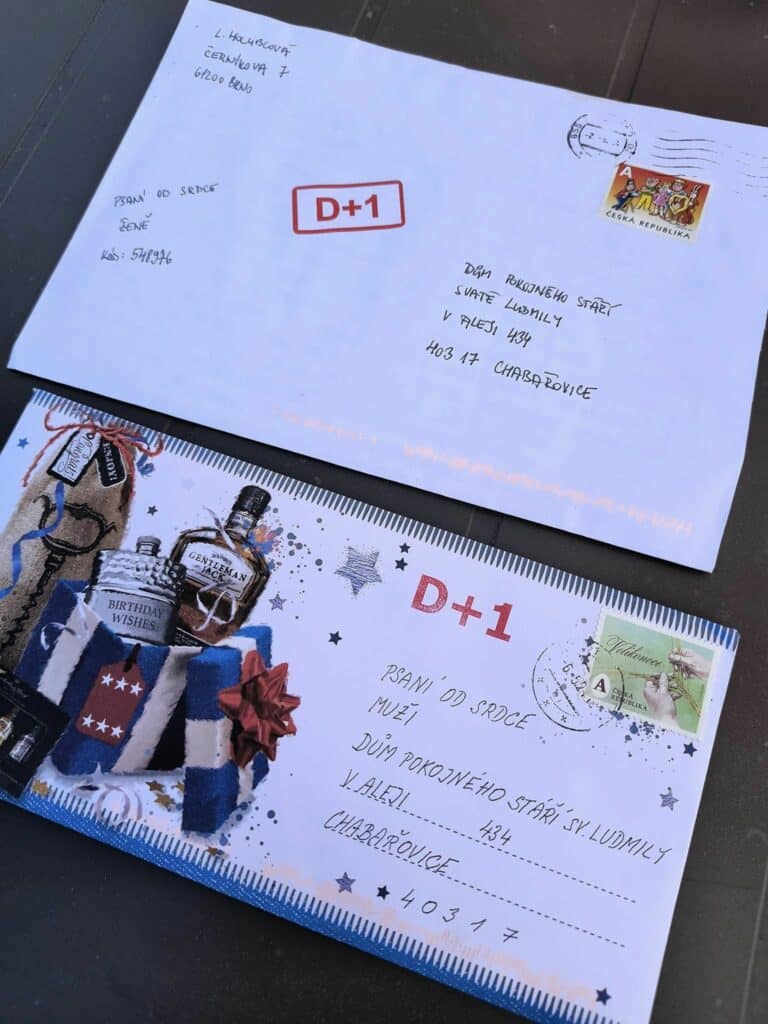 L. HOLUBCOVÁ
ČERNÍKOVA 7
61200 BRNO
A
ČESKÁ REPUBLIKA
D+1
PSANÍ OD SRDCE
ŽENĚ
KÓD: 548976
DŮM POKOJNÉHO STÁŘÍ
SVATÉ LUDMILY
V ALEJI 434
403 17 CHABAŘOVICE
GENTLEMAN
JACK
BIRTHDAY
WISHES
D+1
Velikonoce
A
ČESKÁ
REPUBLIKA
PSANÍ OD SRDCE
MUŽI
DŮM POKOJNÉHO STÁŘÍ SV. LUDMILY
V ALEJI 434
CHABAŘOVICE
40317